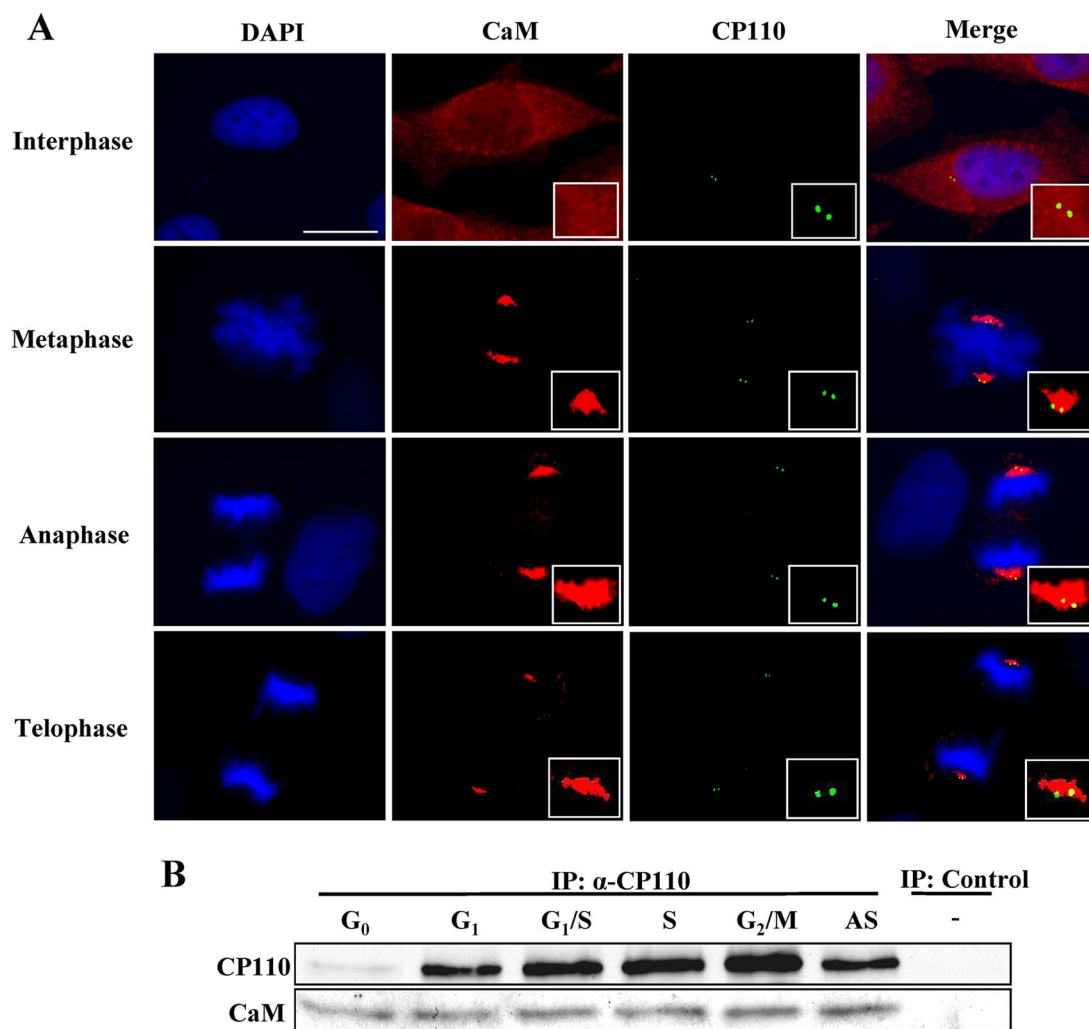 A
DAPI CaM CP110 Merge
Interphase
Metaphase
Anaphase
Telophase
B
IP: α-CP110 IP: Control
G₀ G₁ G₁/S S G₂/M AS -
CP110
CaM